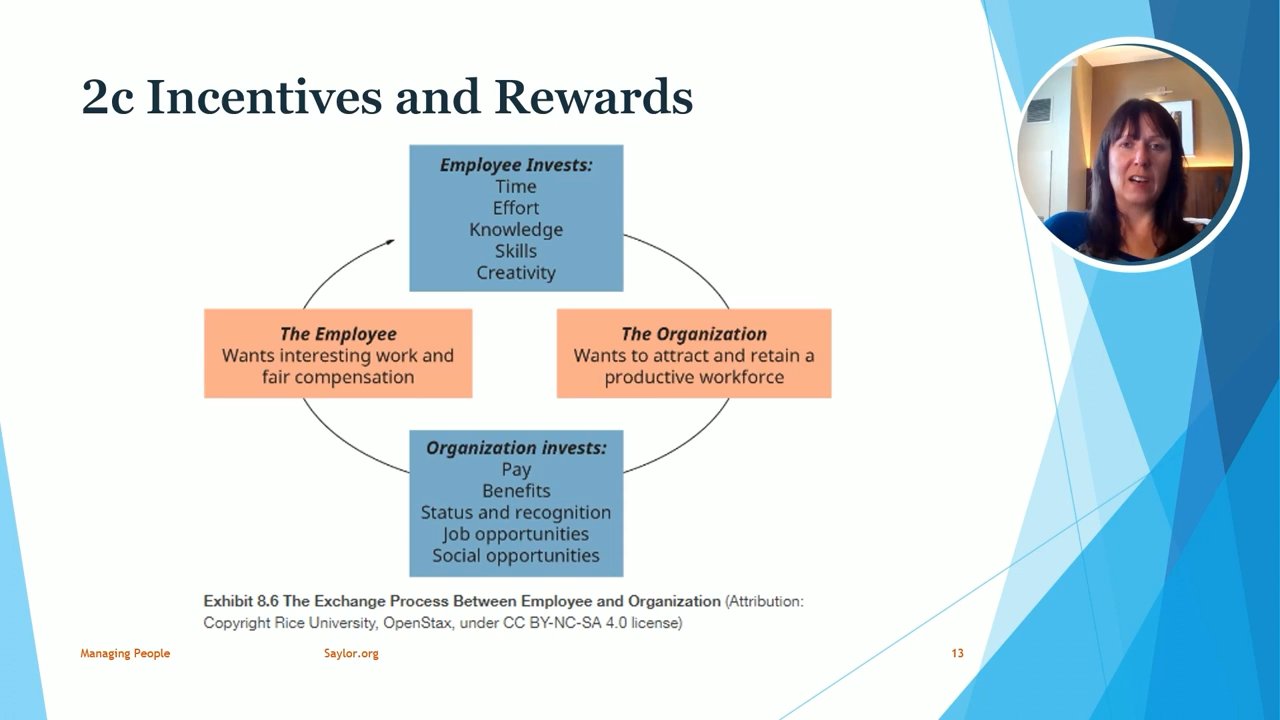 2c Incentives and Rewards
Employee Invests:
Time
Effort
Knowledge
Skills
Creativity
The Employee
Wants interesting work and
fair compensation
The Organization
Wants to attract and retain a
productive workforce
Organization invests:
Pay
Benefits
Status and recognition
Job opportunities
Social opportunities
Exhibit 8.6 The Exchange Process Between Employee and Organization (Attribution:
Copyright Rice University, OpenStax, under CC BY-NC-SA 4.0 license)
Managing People
Saylor.org
13